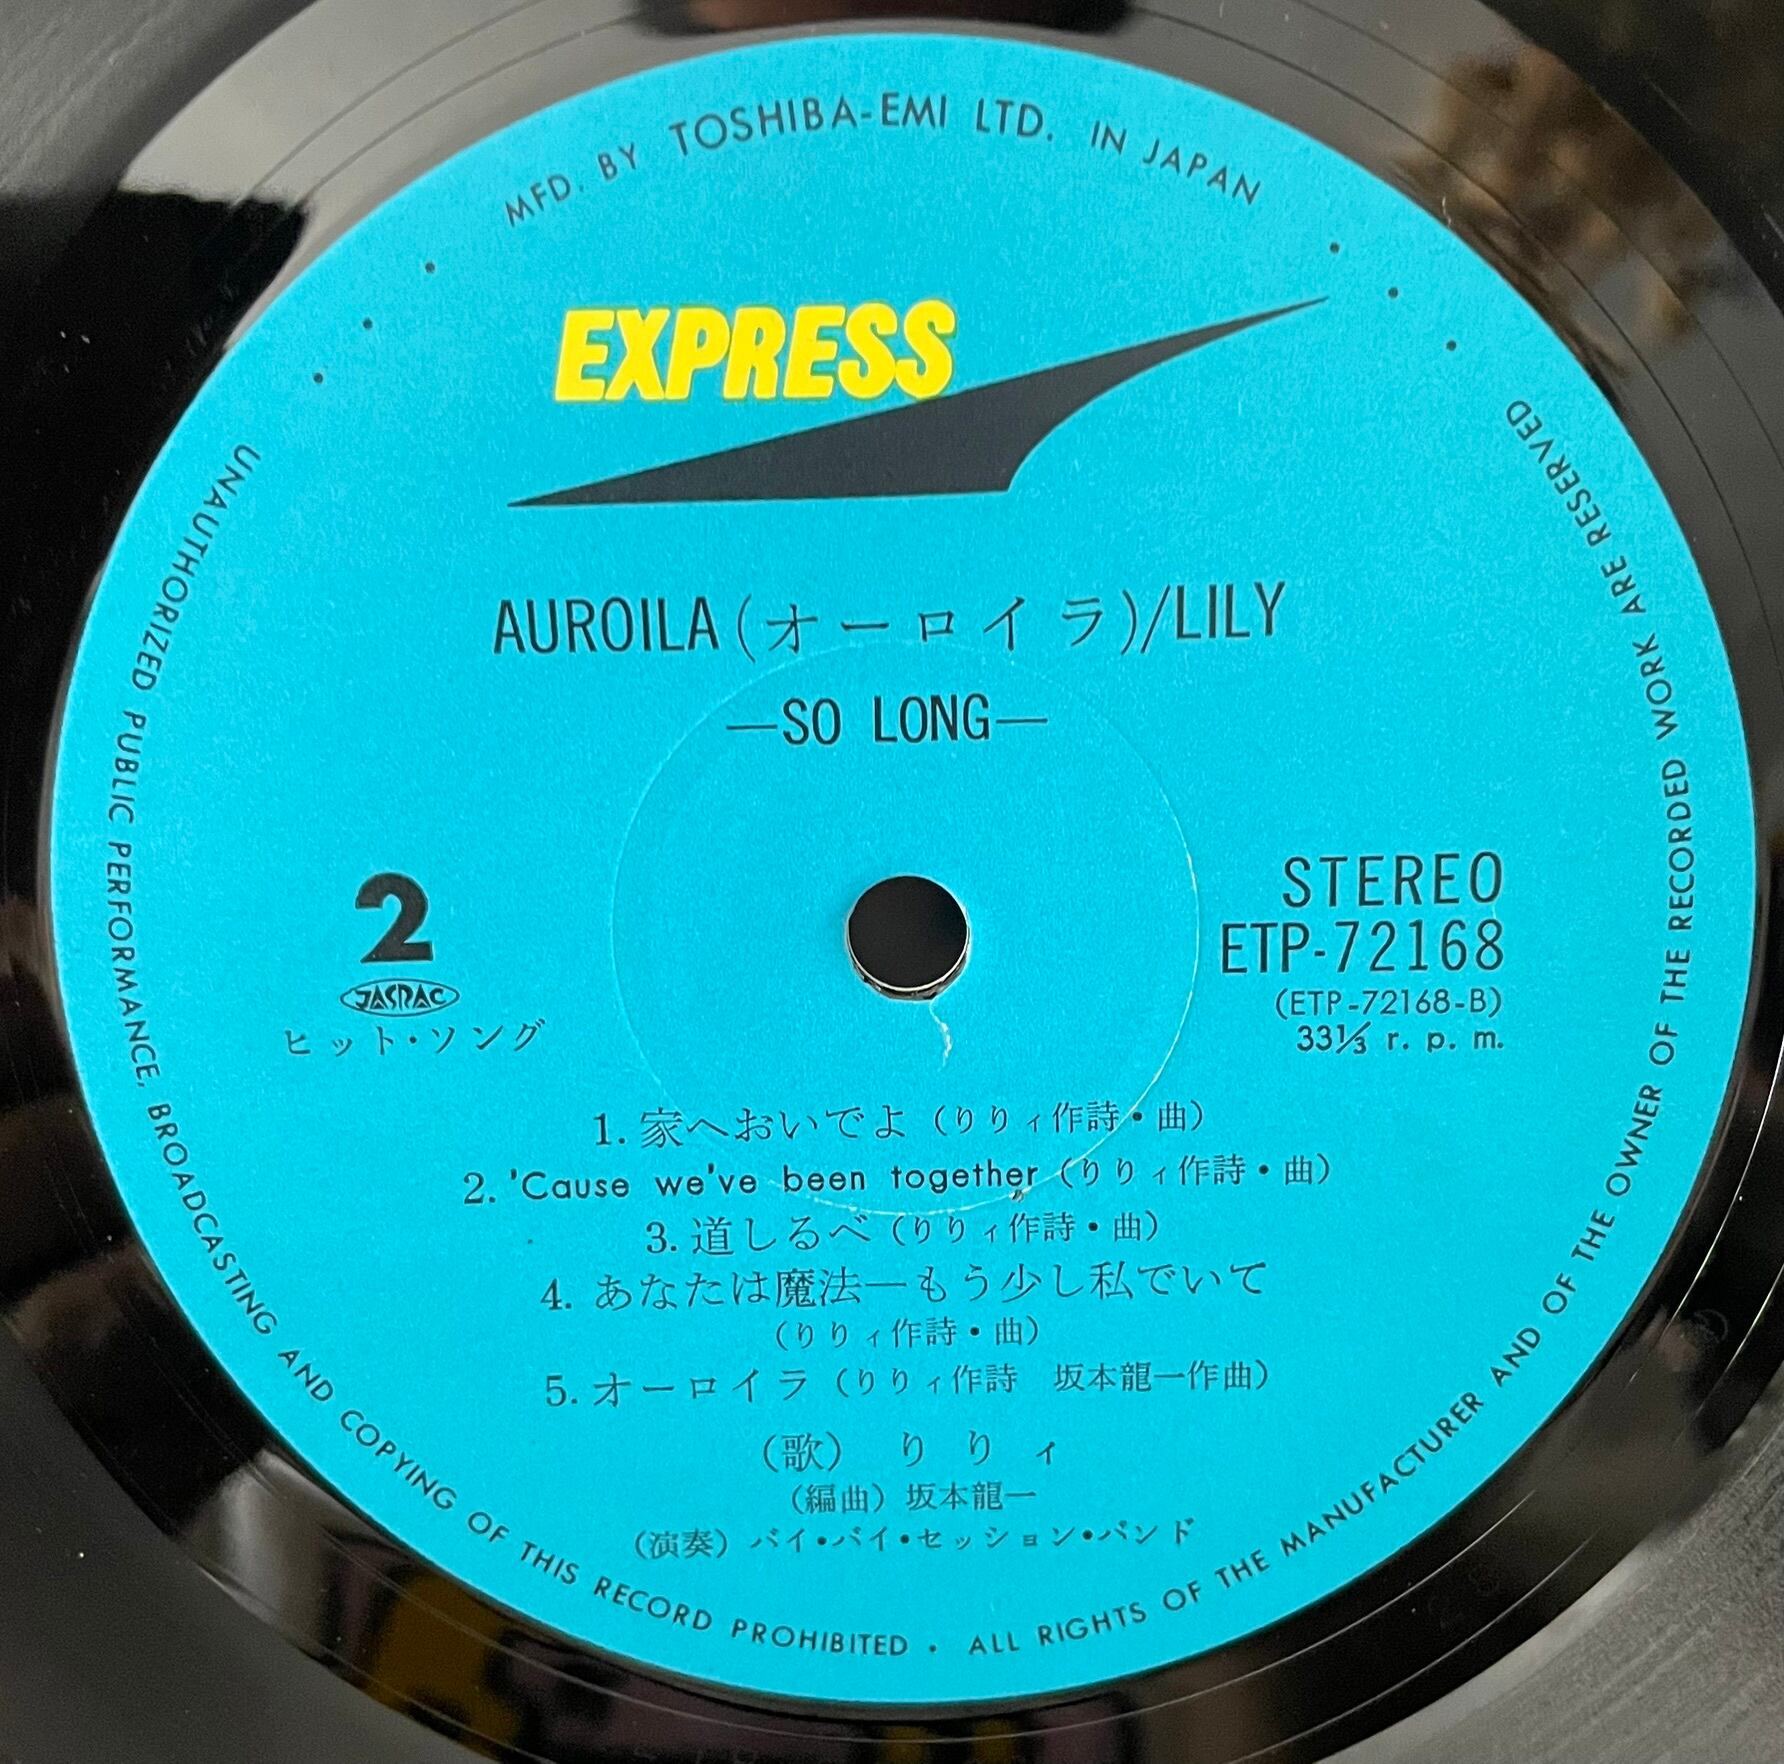 MFD. BY TOSHIBA-EMI LTD. IN JAPAN
EXPRESS
AUROILA(オーロイラ)/LILY
—SO LONG—
2
JASRAC
ヒット・ソング
STEREO
ETP-72168
(ETP-72168-B)
33⅓ r. p. m.
1. 家へおいでよ (りりィ作詩・曲)
2. 'Cause we've been together (りりィ作詩・曲)
3. 道しるべ (りりィ作詩・曲)
4. あなたは魔法—もう少し私でいて
(りりィ作詩・曲)
5. オーロイラ (りりィ作詩 坂本龍一作曲)
(歌) りりィ
(編曲) 坂本龍一
(演奏) バイ・バイ・セッション・バンド
UNAUTHORIZED PUBLIC PERFORMANCE, BROADCASTING AND COPYING OF THIS RECORD PROHIBITED • ALL RIGHTS OF THE MANUFACTURER AND OF THE OWNER OF THE RECORDED WORK ARE RESERVED